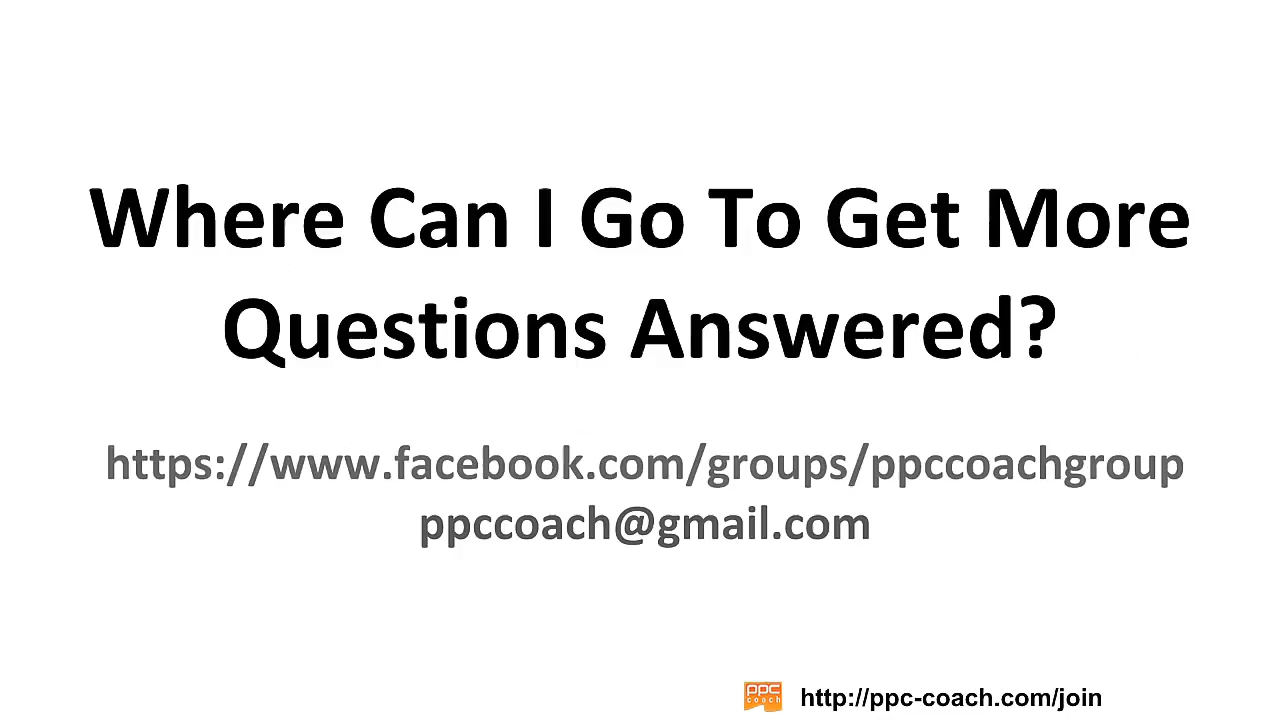 Where Can I Go To Get More
Questions Answered?
https://www.facebook.com/groups/ppccoachgroup
ppccoach@gmail.com
ppc
coach
http://ppc-coach.com/join